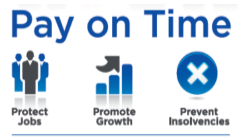 Pay on Time
Protect Promote Prevent
Jobs Growth Insolvencies